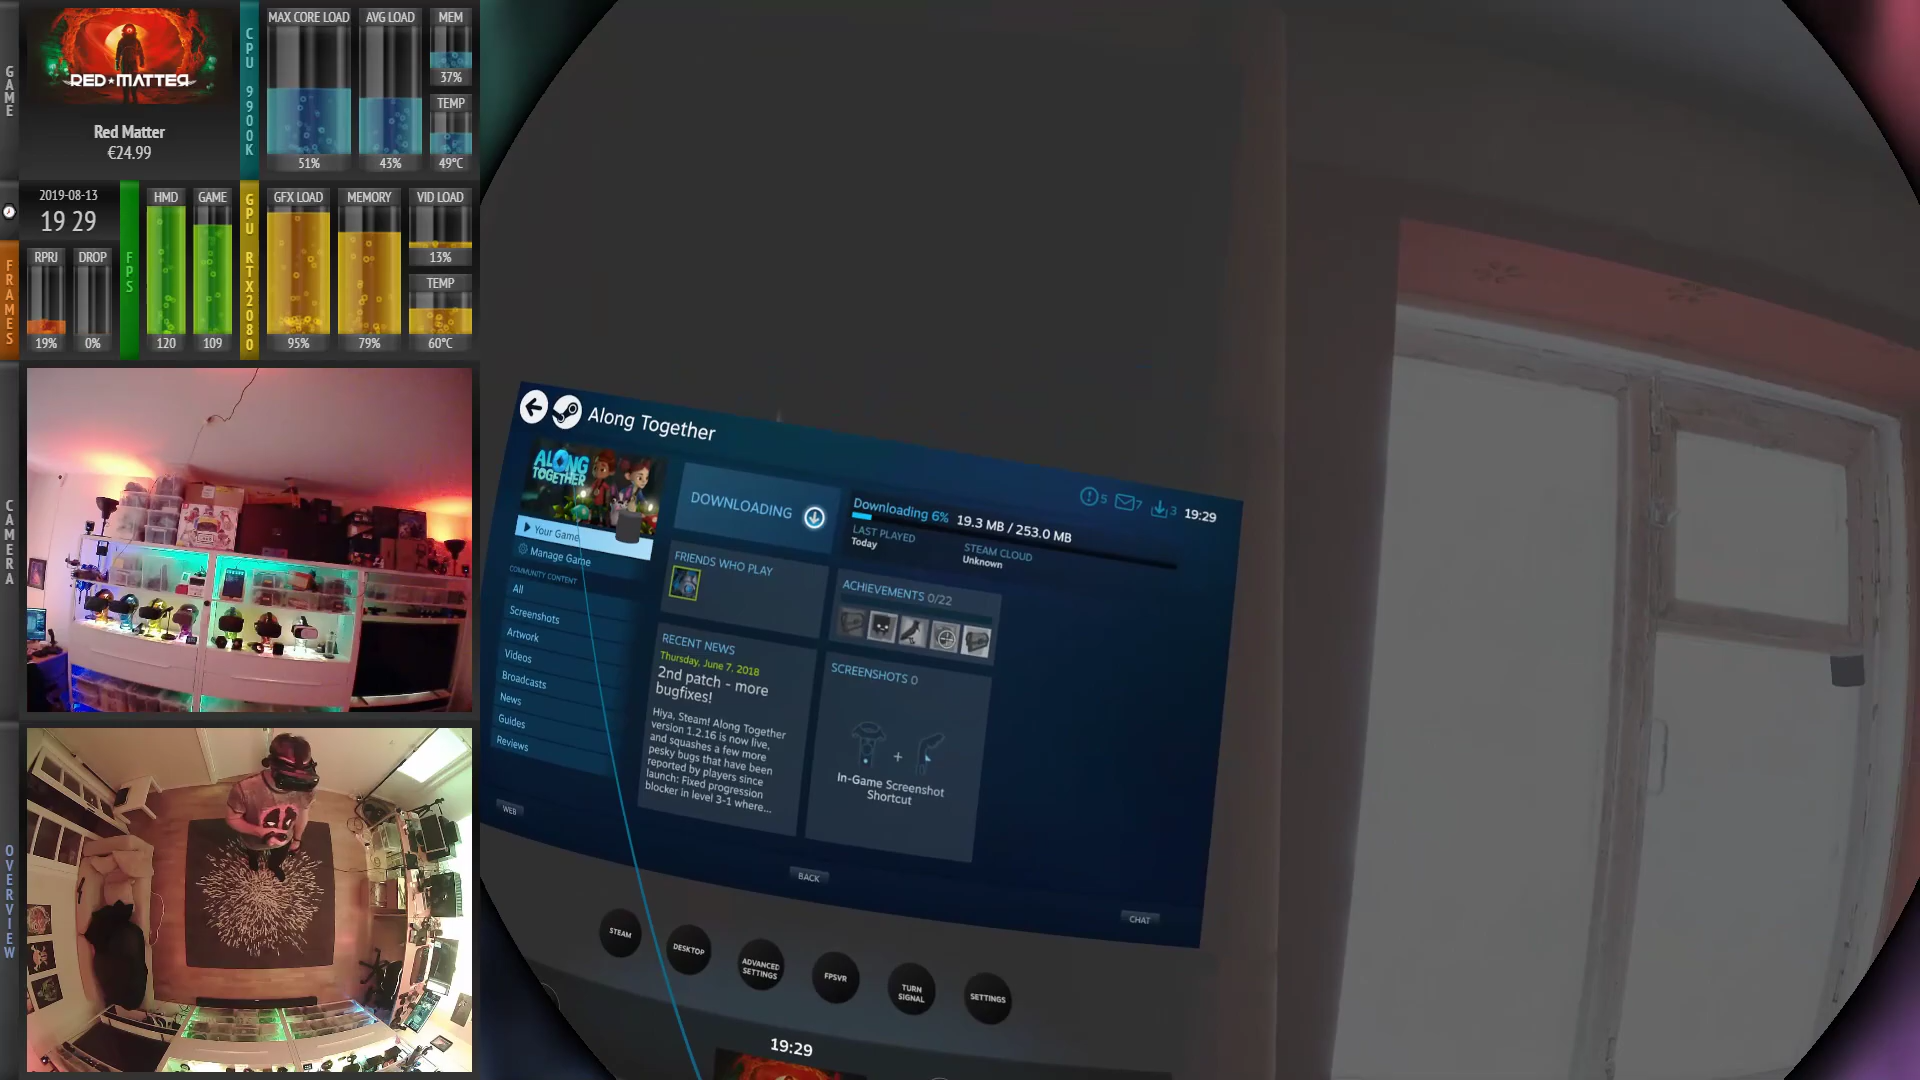 GAME
RED MATTER
Red Matter
€24.99
CPU 9900K
MAX CORE LOAD
51%
AVG LOAD
43%
MEM
37%
TEMP
49°C
2019-08-13
19 29
FRAMES
RPRJ
19%
DROP
0%
FPS
HMD
120
GAME
109
GPU RTX2080
GFX LOAD
95%
MEMORY
79%
VID LOAD
13%
TEMP
60°C
CAMERA
OVERVIEW
Along Together
5
7
3
19:29
ALONG TOGETHER
Your Game
Manage Game
COMMUNITY CONTENT
All
Screenshots
Artwork
Videos
Broadcasts
News
Guides
Reviews
DOWNLOADING
Downloading 6% 19.3 MB / 253.0 MB
LAST PLAYED
Today
STEAM CLOUD
Unknown
FRIENDS WHO PLAY
ACHIEVEMENTS 0/22
RECENT NEWS
Thursday, June 7, 2018
2nd patch - more
bugfixes!
Hiya, Steam! Along Together
version 1.2.16 is now live,
and squashes a few more
pesky bugs that have been
reported by players since
launch: Fixed progression
blocker in level 3-1 where...
SCREENSHOTS 0
+
In-Game Screenshot
Shortcut
WEB
BACK
CHAT
STEAM
DESKTOP
ADVANCED
SETTINGS
FPSVR
TURN
SIGNAL
SETTINGS
19:29